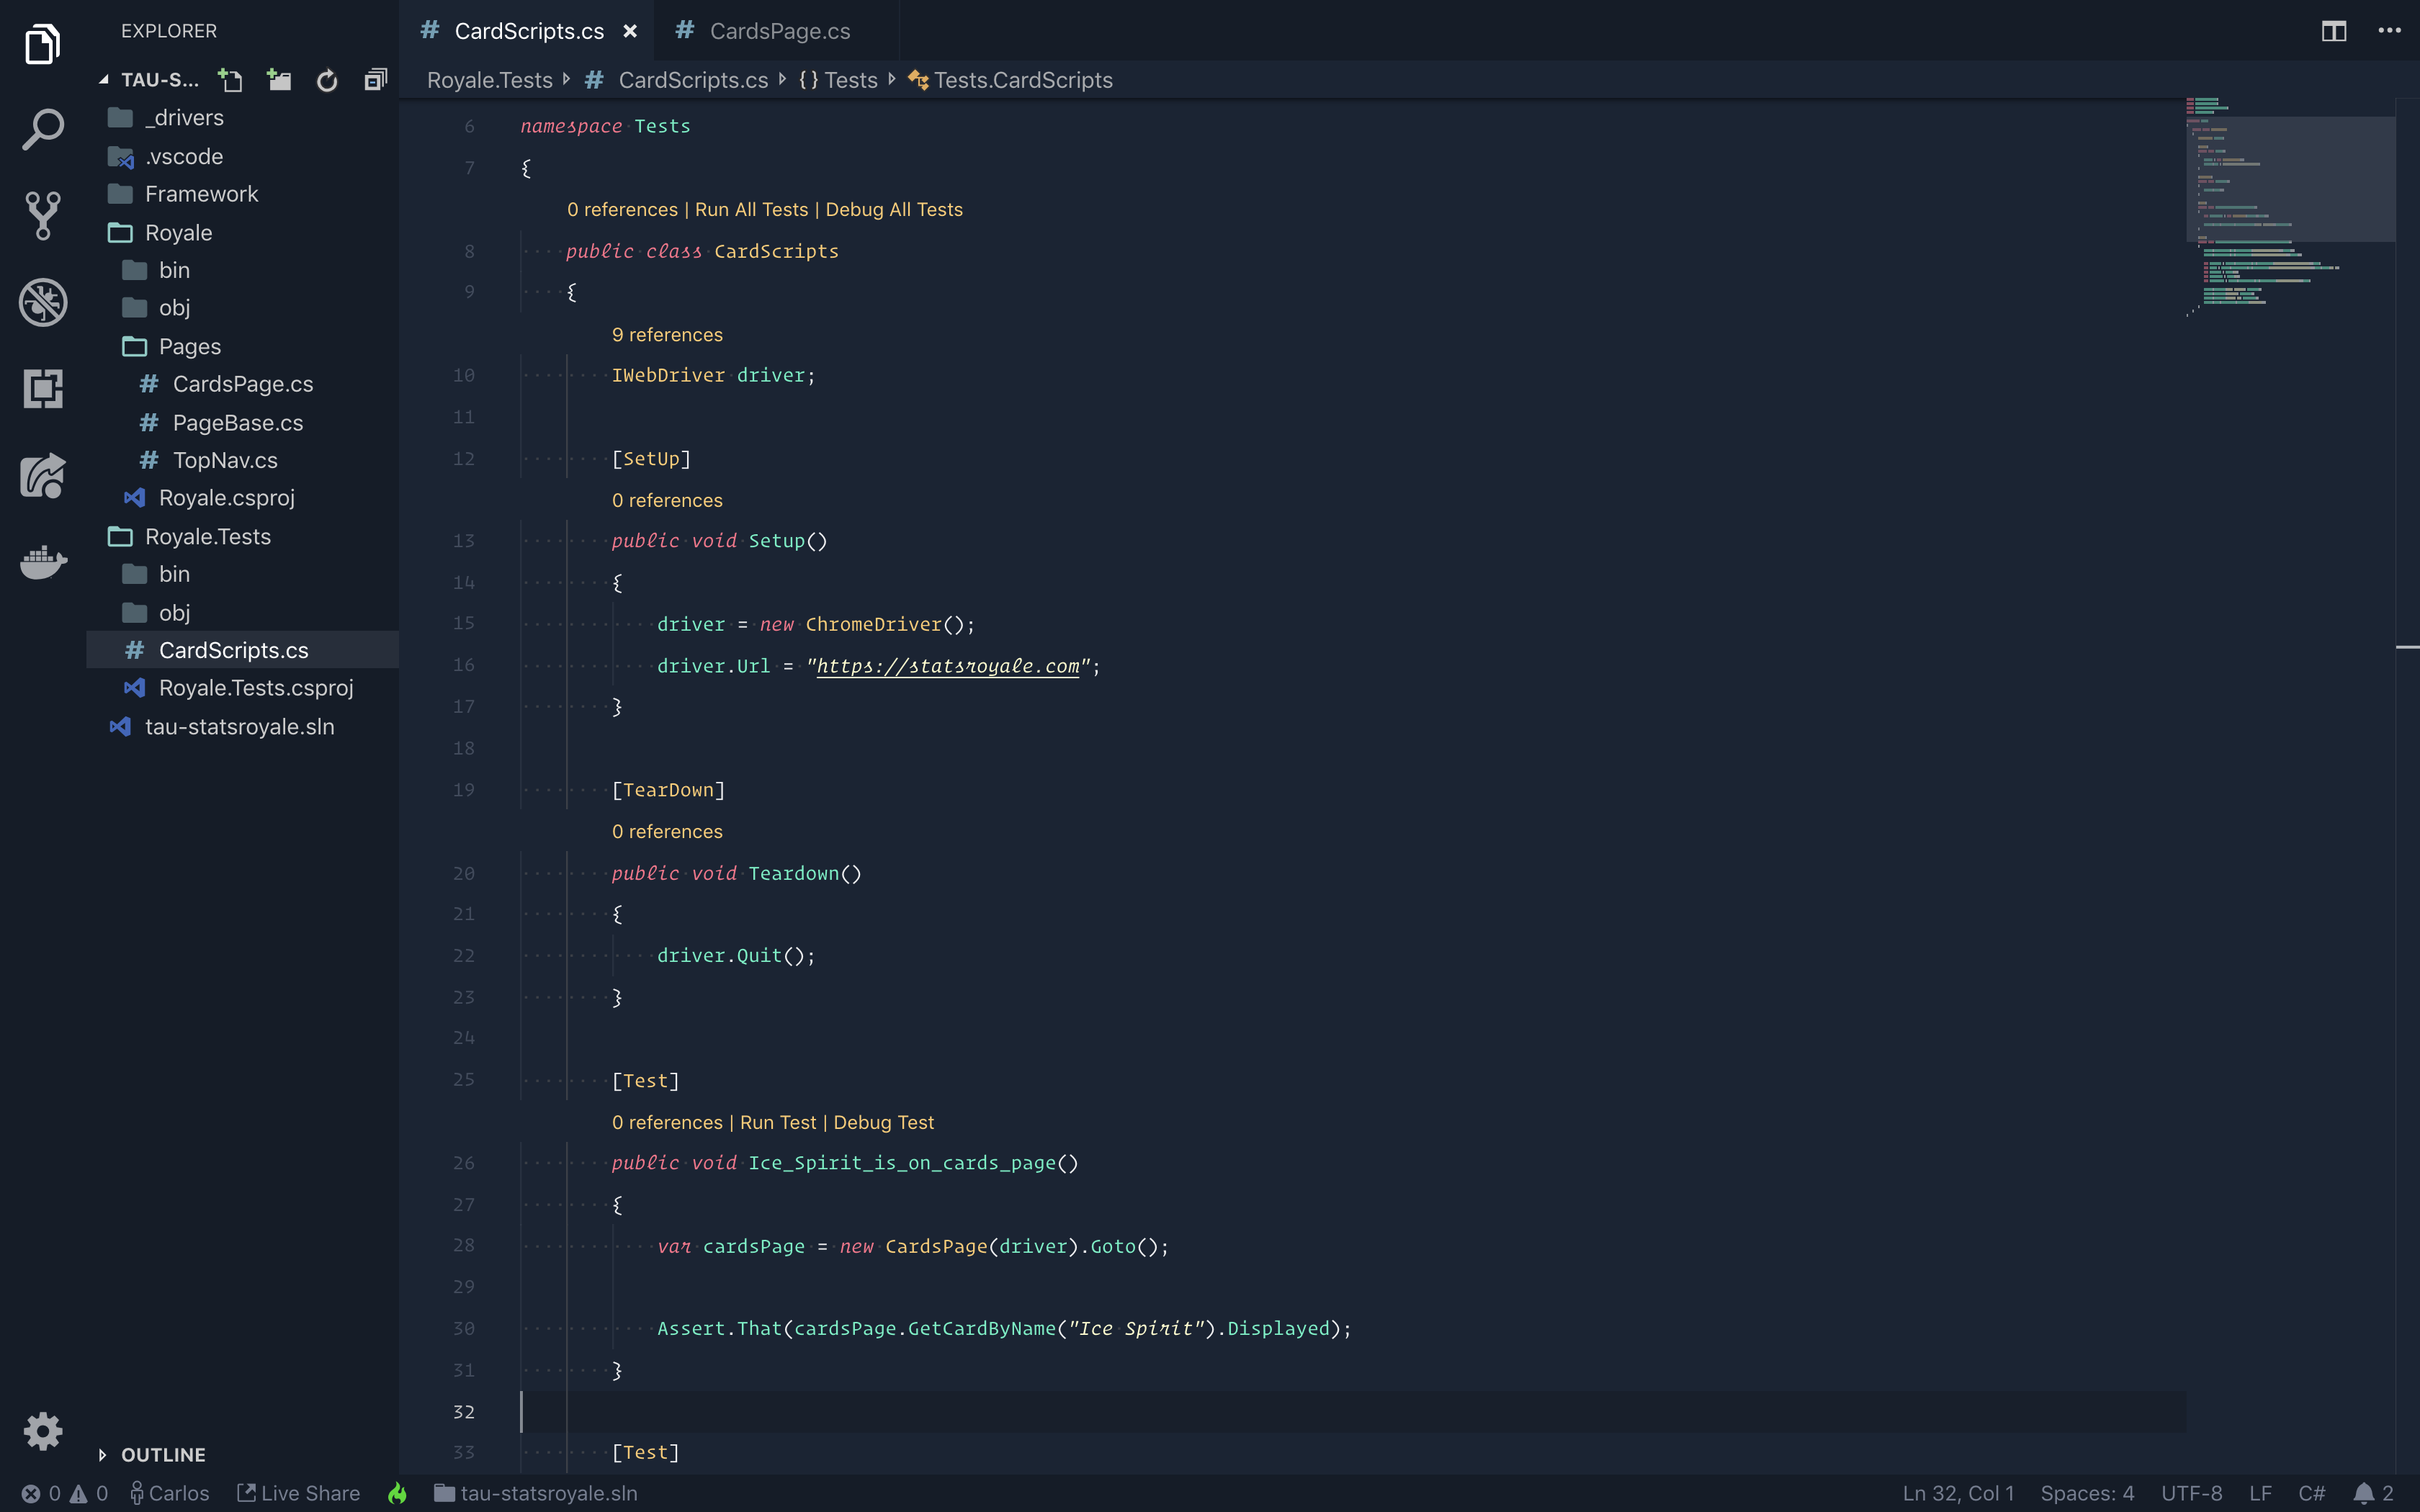 EXPLORER
TAU-S...
_drivers
.vscode
Framework
Royale
bin
obj
Pages
# CardsPage.cs
# PageBase.cs
# TopNav.cs
Royale.csproj
Royale.Tests
bin
obj
# CardScripts.cs
Royale.Tests.csproj
tau-statsroyale.sln
OUTLINE
# CardScripts.cs ×
# CardsPage.cs
Royale.Tests # CardScripts.cs {} Tests Tests.CardScripts
6 namespace Tests
7 {
0 references | Run All Tests | Debug All Tests
8 public class CardScripts
9 {
9 references
10 IWebDriver driver;
11
12 [SetUp]
0 references
13 public void Setup()
14 {
15 driver = new ChromeDriver();
16 driver.Url = "https://statsroyale.com";
17 }
18
19 [TearDown]
0 references
20 public void Teardown()
21 {
22 driver.Quit();
23 }
24
25 [Test]
0 references | Run Test | Debug Test
26 public void Ice_Spirit_is_on_cards_page()
27 {
28 var cardsPage = new CardsPage(driver).Goto();
29
30 Assert.That(cardsPage.GetCardByName("Ice Spirit").Displayed);
31 }
32
33 [Test]
0 0 Carlos Live Share tau-statsroyale.sln Ln 32, Col 1 Spaces: 4 UTF-8 LF C# 2